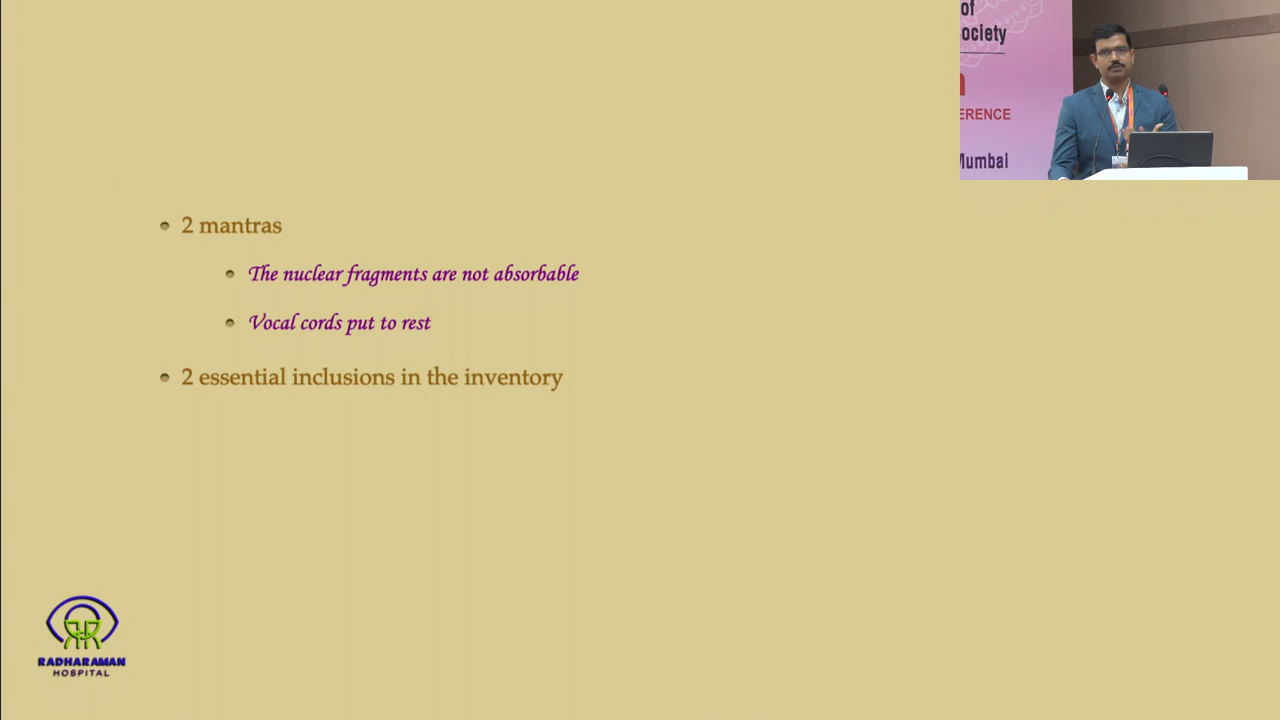 of
ociety
ERENCE
Mumbai
2 mantras
The nuclear fragments are not absorbable
Vocal cords put to rest
2 essential inclusions in the inventory
RADHARAMAN
HOSPITAL